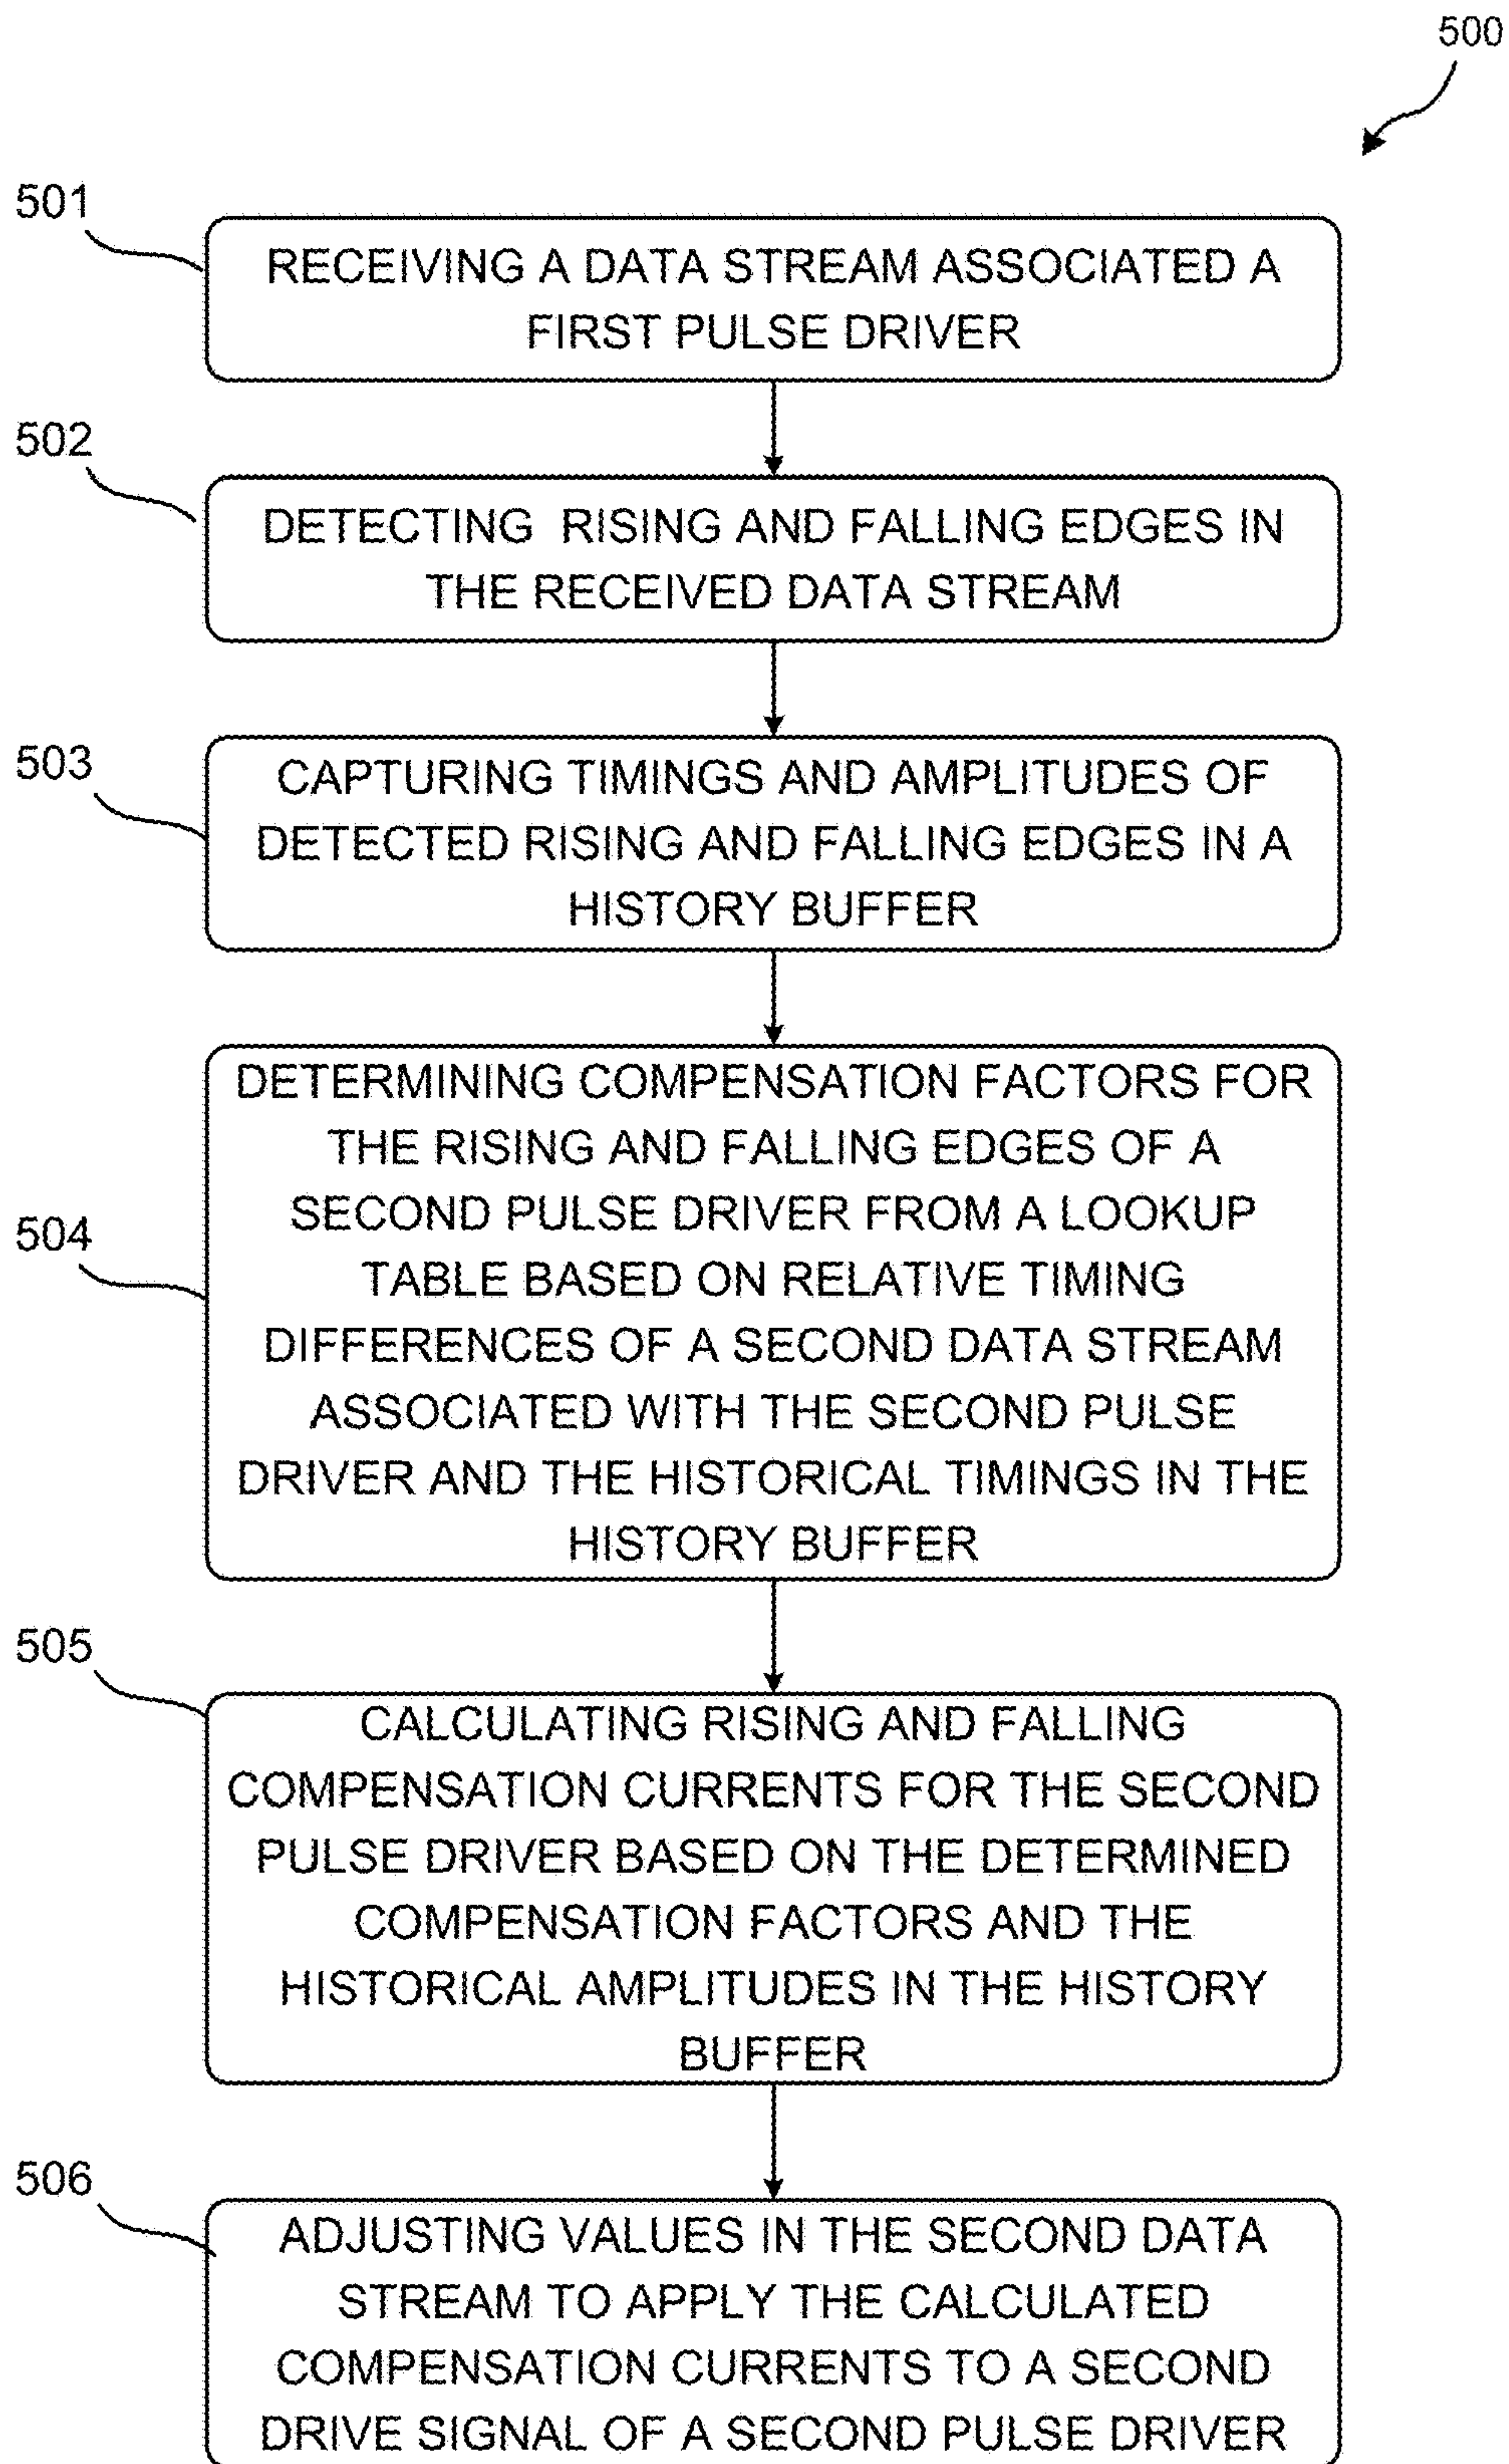 500
501
RECEIVING A DATA STREAM ASSOCIATED A
FIRST PULSE DRIVER
502
DETECTING RISING AND FALLING EDGES IN
THE RECEIVED DATA STREAM
503
CAPTURING TIMINGS AND AMPLITUDES OF
DETECTED RISING AND FALLING EDGES IN A
HISTORY BUFFER
504
DETERMINING COMPENSATION FACTORS FOR
THE RISING AND FALLING EDGES OF A
SECOND PULSE DRIVER FROM A LOOKUP
TABLE BASED ON RELATIVE TIMING
DIFFERENCES OF A SECOND DATA STREAM
ASSOCIATED WITH THE SECOND PULSE
DRIVER AND THE HISTORICAL TIMINGS IN THE
HISTORY BUFFER
505
CALCULATING RISING AND FALLING
COMPENSATION CURRENTS FOR THE SECOND
PULSE DRIVER BASED ON THE DETERMINED
COMPENSATION FACTORS AND THE
HISTORICAL AMPLITUDES IN THE HISTORY
BUFFER
506
ADJUSTING VALUES IN THE SECOND DATA
STREAM TO APPLY THE CALCULATED
COMPENSATION CURRENTS TO A SECOND
DRIVE SIGNAL OF A SECOND PULSE DRIVER